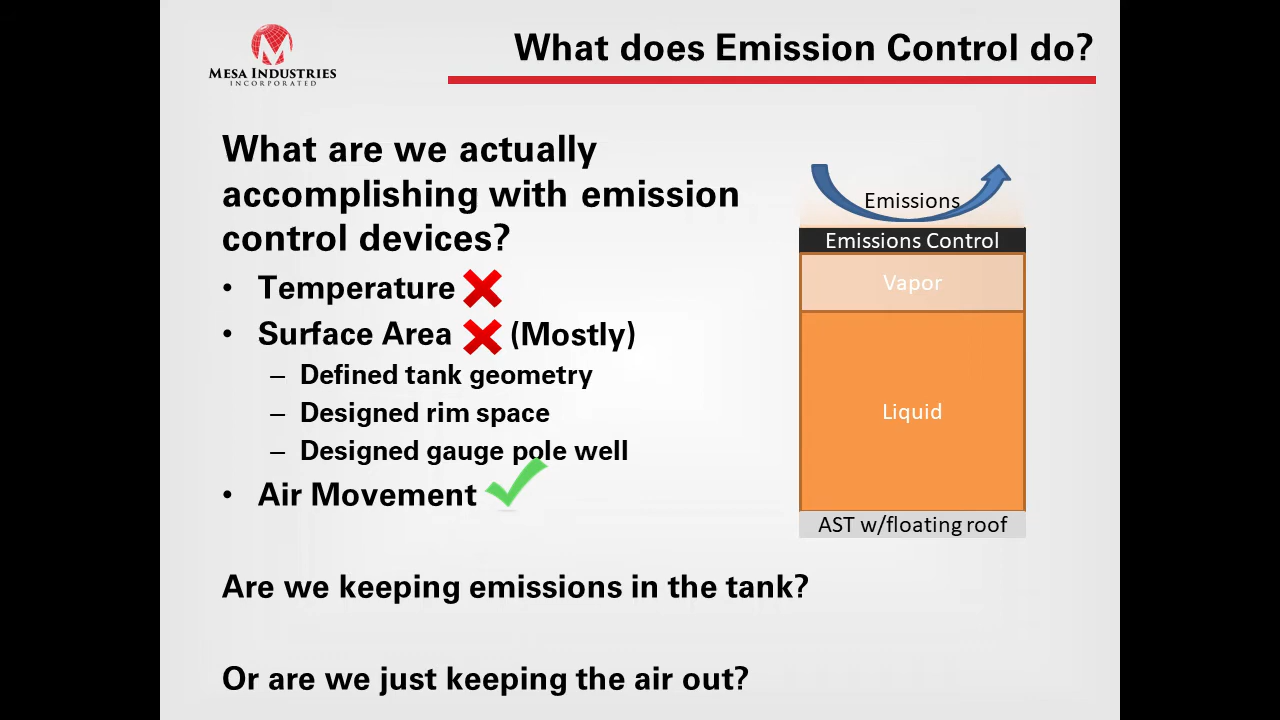 MESA INDUSTRIES
INCORPORATED
What does Emission Control do?
What are we actually
accomplishing with emission
control devices?
• Temperature
• Surface Area (Mostly)
– Defined tank geometry
– Designed rim space
– Designed gauge pole well
• Air Movement
Are we keeping emissions in the tank?
Or are we just keeping the air out?
Emissions
Emissions Control
Vapor
Liquid
AST w/floating roof